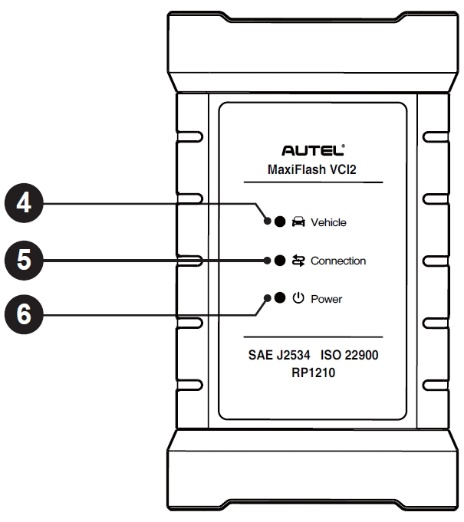 AUTEL®
MaxiFlash VCI2
4
Vehicle
5
Connection
6
Power
SAE J2534 ISO 22900
RP1210